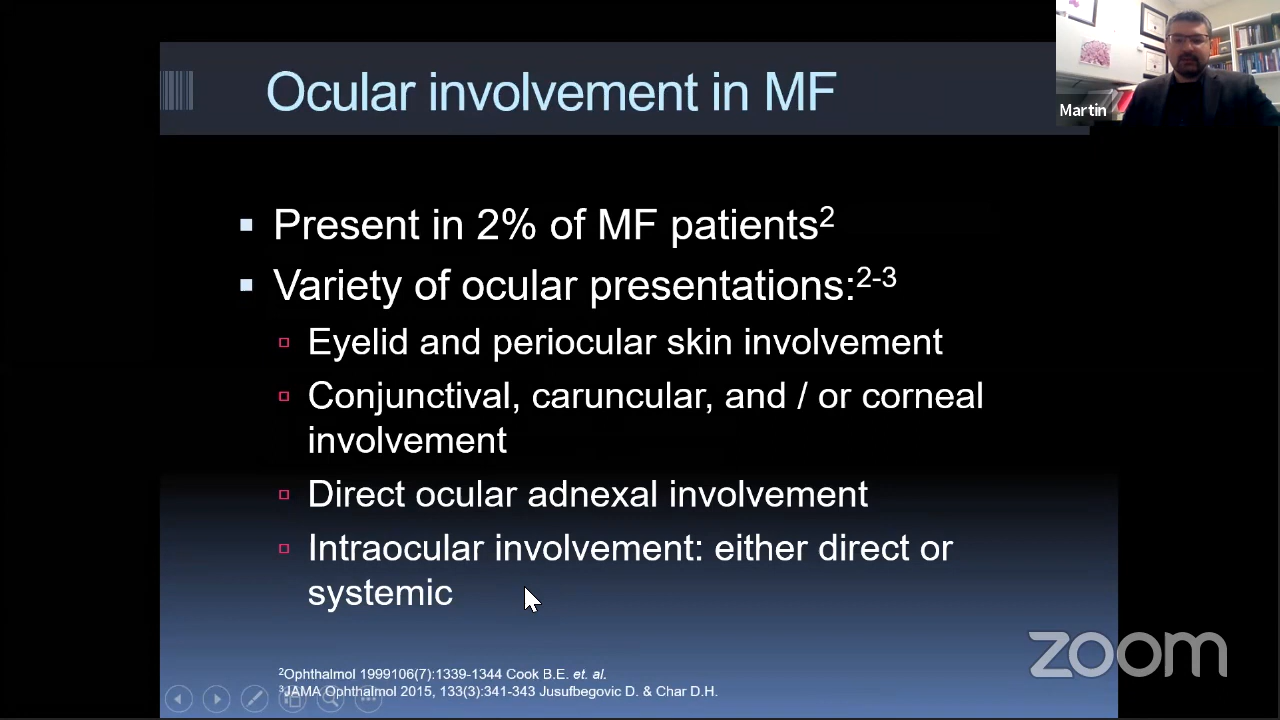 Ocular involvement in MF
Martin
Present in 2% of MF patients2
Variety of ocular presentations:2-3
Eyelid and periocular skin involvement
Conjunctival, caruncular, and / or corneal
involvement
Direct ocular adnexal involvement
Intraocular involvement: either direct or
systemic
2Ophthalmol 1999106(7):1339-1344 Cook B.E. et. al.
3JAMA Ophthalmol 2015, 133(3):341-343 Jusufbegovic D. & Char D.H.
zoom